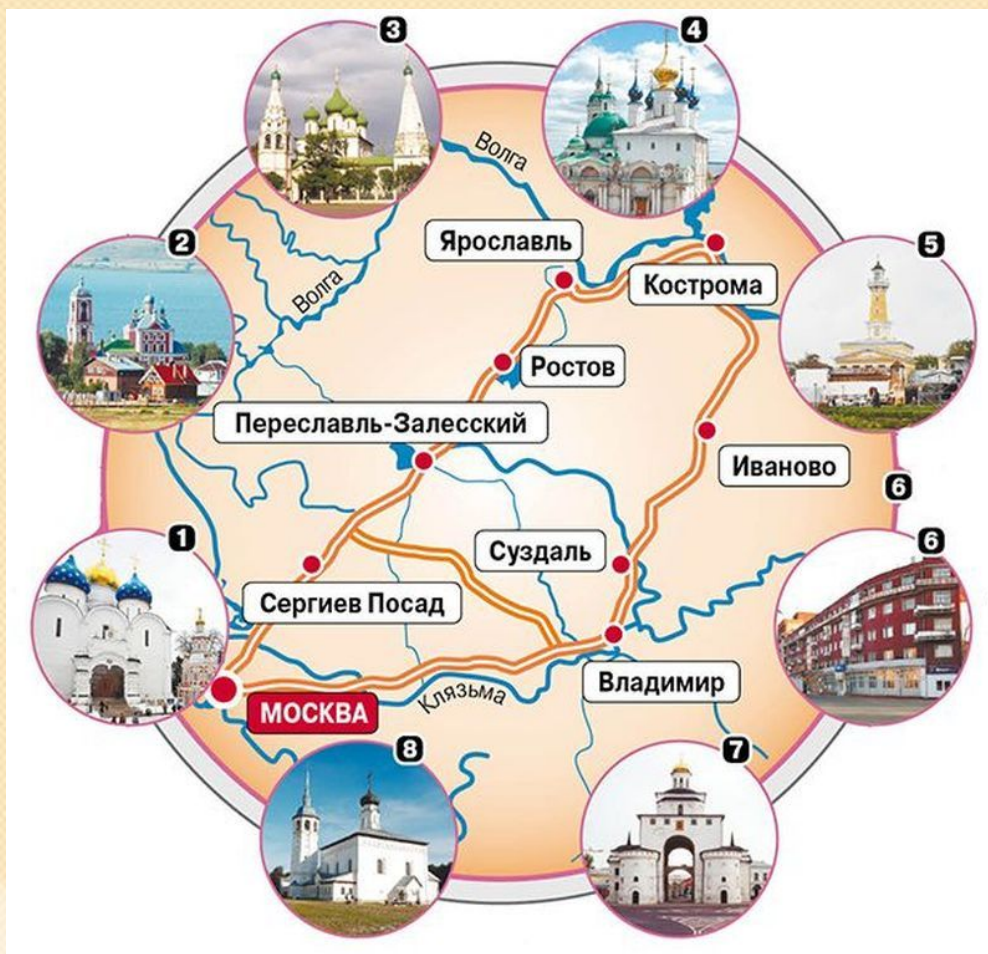 3
4
Волга
Ярославль
2
5
Волга
Кострома
Ростов
Переславль-Залесский
Иваново
6
1
Суздаль
6
Сергиев Посад
Владимир
Клязьма
МОСКВА
8
7